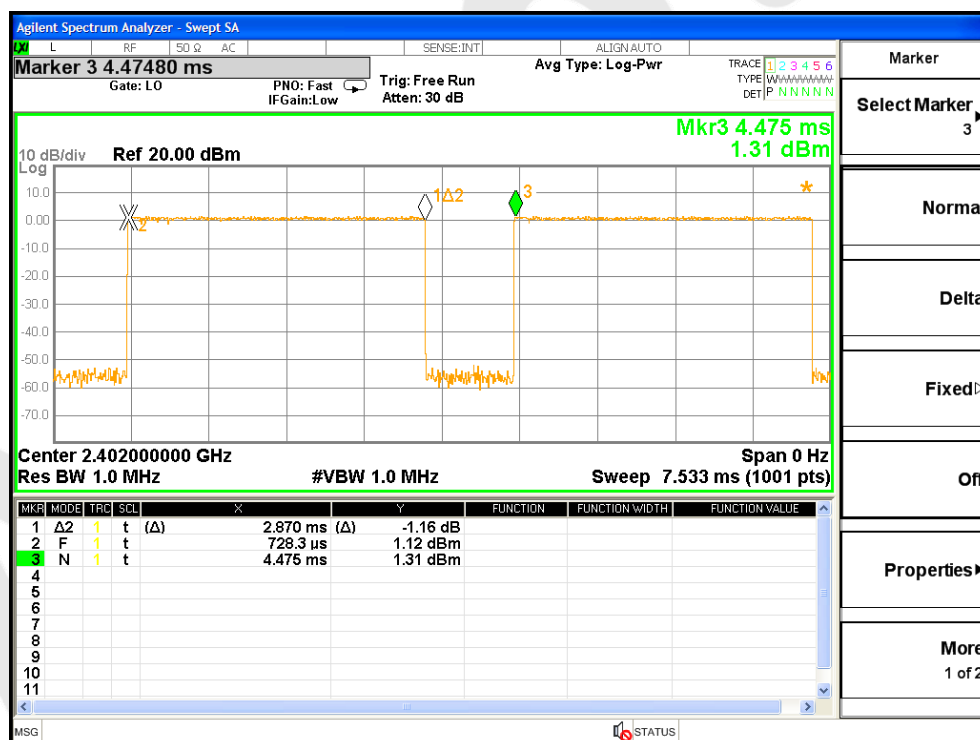 Agilent Spectrum Analyzer - Swept SA
LXI L RF 50 Ω AC SENSE:INT ALIGN AUTO
Marker 3 4.47480 ms
Gate: LO
PNO: Fast
IFGain:Low
Trig: Free Run
Atten: 30 dB
Avg Type: Log-Pwr
TRACE 1 2 3 4 5 6
TYPE
DET P N N N N N
Mkr3 4.475 ms
1.31 dBm
10 dB/div Ref 20.00 dBm
Log
10.0
0.00
-10.0
-20.0
-30.0
-40.0
-50.0
-60.0
-70.0
2
1Δ2
3
*
Center 2.402000000 GHz Span 0 Hz
Res BW 1.0 MHz #VBW 1.0 MHz Sweep 7.533 ms (1001 pts)
MKR MODE TRC SCL X Y FUNCTION FUNCTION WIDTH FUNCTION VALUE
1 Δ2 1 t (Δ) 2.870 ms (Δ) -1.16 dB
2 F 1 t 728.3 µs 1.12 dBm
3 N 1 t 4.475 ms 1.31 dBm
4
5
6
7
8
9
10
11
MSG STATUS
Marker
Select Marker
3
Norma
Delta
Fixed
Off
Properties
More
1 of 2